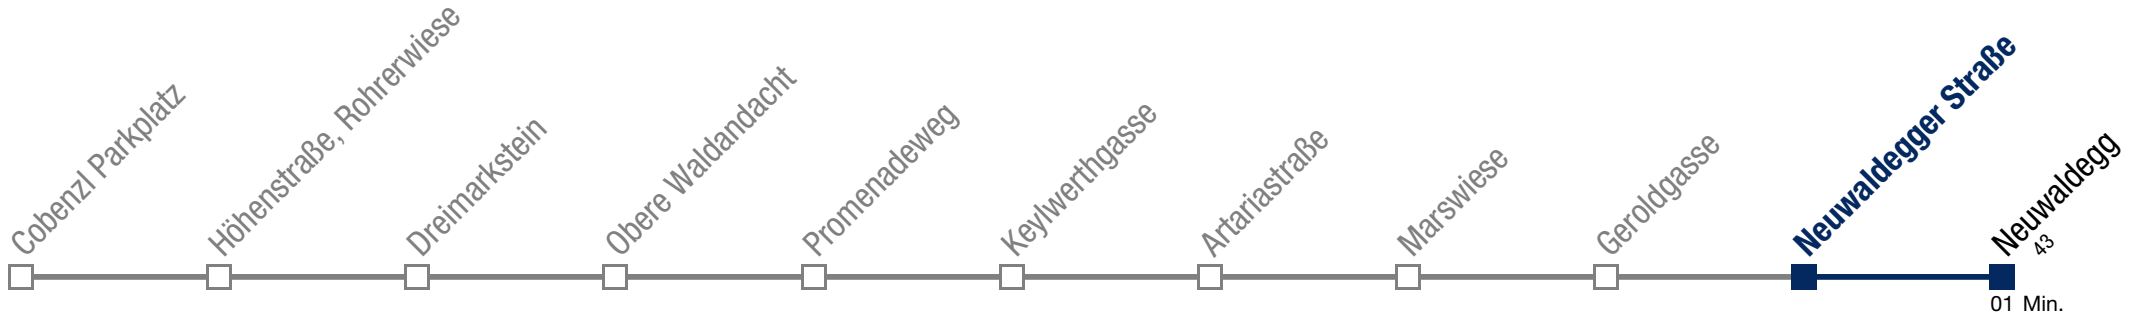 Cobenzl Parkplatz
Höhenstraße, Rohrerwiese
Dreimarkstein
Obere Waldandacht
Promenadeweg
Keylwerthgasse
Artariastraße
Marswiese
Geroldgasse
Neuwaldegger Straße
Neuwaldegg
43
01 Min.